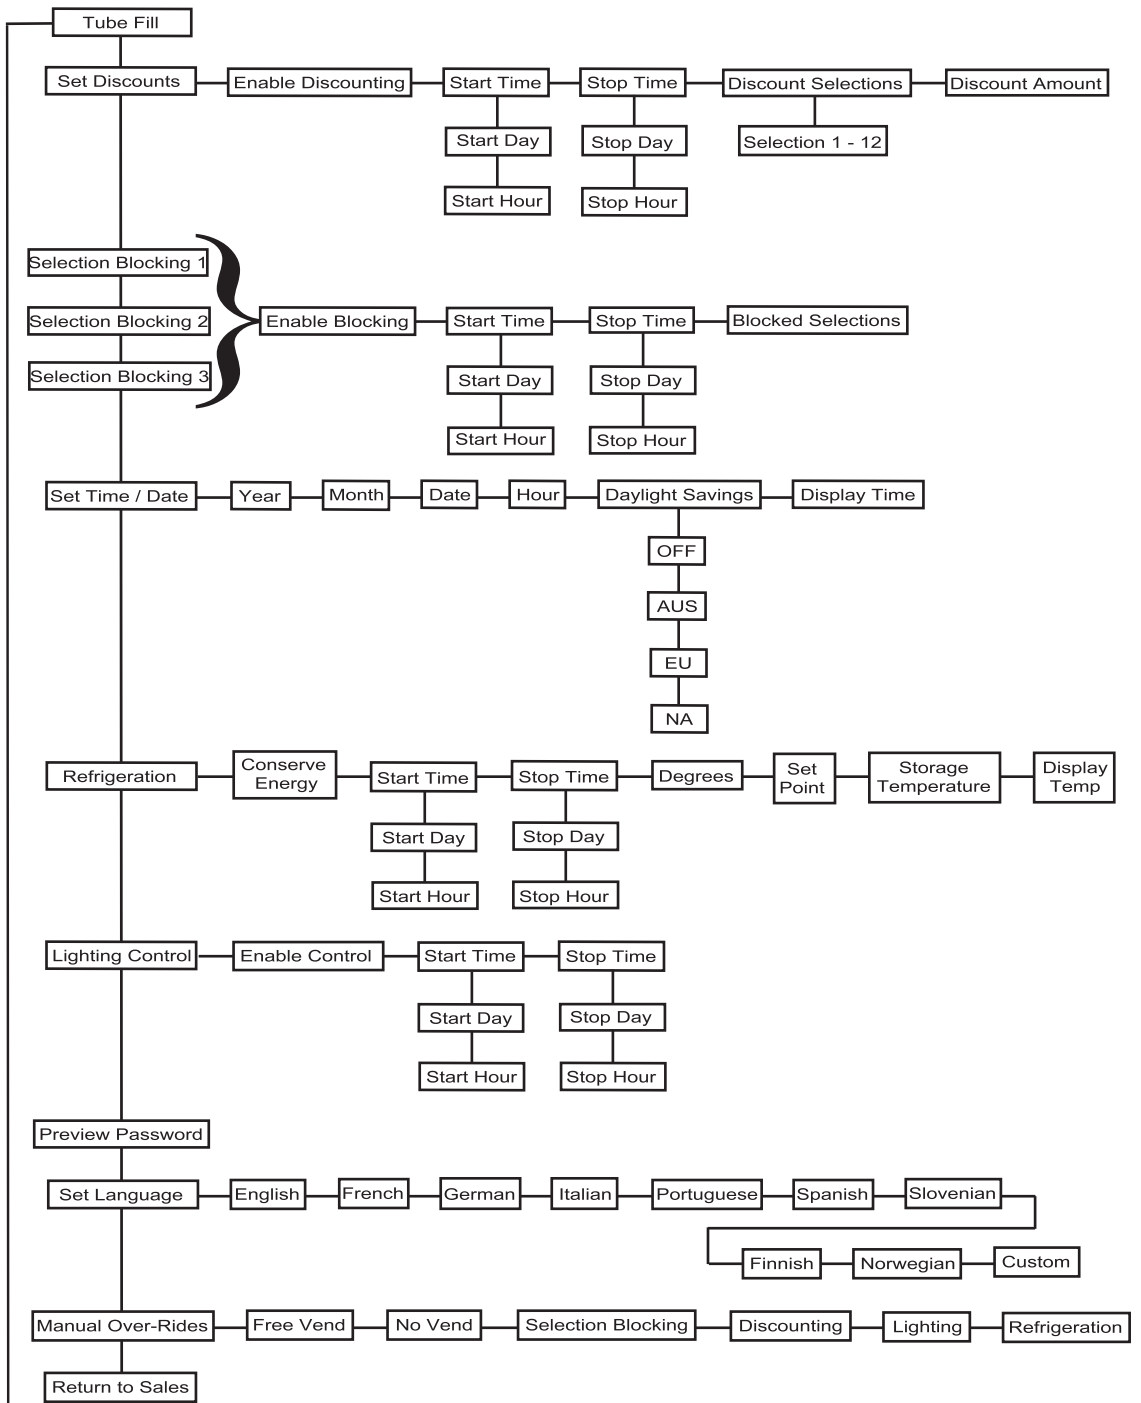 Tube Fill
Set Discounts
Enable Discounting
Start Time
Stop Time
Discount Selections
Discount Amount
Start Day
Stop Day
Selection 1 - 12
Start Hour
Stop Hour
Selection Blocking 1
Selection Blocking 2
Selection Blocking 3
Enable Blocking
Start Time
Stop Time
Blocked Selections
Start Day
Stop Day
Start Hour
Stop Hour
Set Time / Date
Year
Month
Date
Hour
Daylight Savings
Display Time
OFF
AUS
EU
NA
Refrigeration
Conserve
Energy
Start Time
Stop Time
Degrees
Set
Point
Storage
Temperature
Display
Temp
Start Day
Stop Day
Start Hour
Stop Hour
Lighting Control
Enable Control
Start Time
Stop Time
Start Day
Stop Day
Start Hour
Stop Hour
Preview Password
Set Language
English
French
German
Italian
Portuguese
Spanish
Slovenian
Finnish
Norwegian
Custom
Manual Over-Rides
Free Vend
No Vend
Selection Blocking
Discounting
Lighting
Refrigeration
Return to Sales